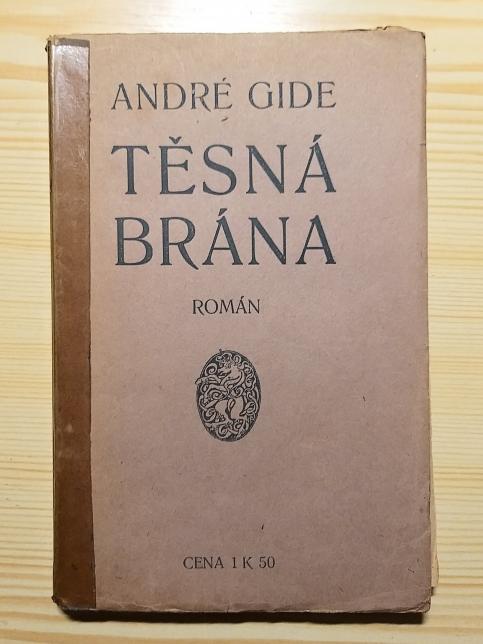 ANDRÉ GIDE
TĚSNÁ
BRÁNA
ROMÁN
CENA 1 K 50